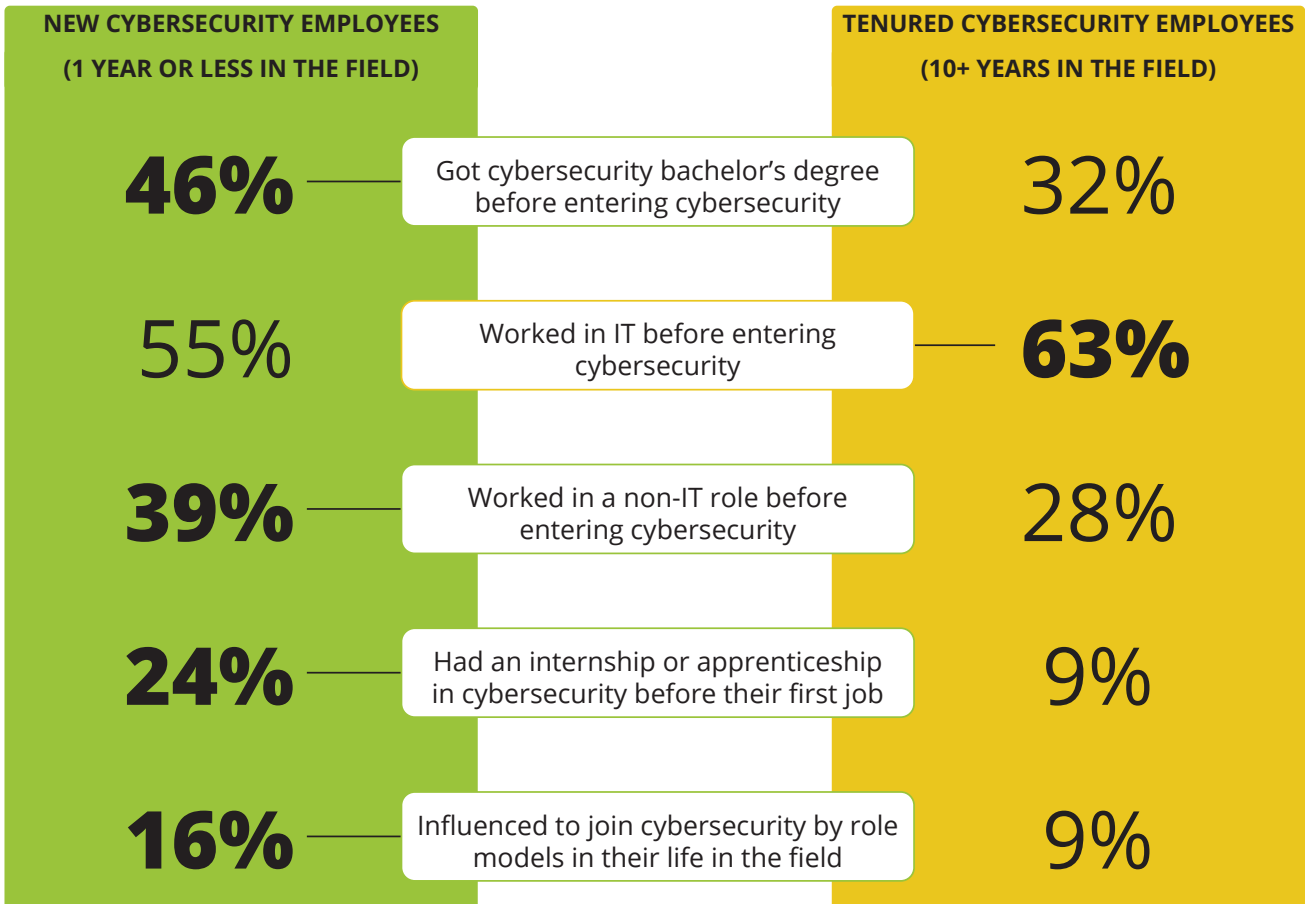 NEW CYBERSECURITY EMPLOYEES
(1 YEAR OR LESS IN THE FIELD)
TENURED CYBERSECURITY EMPLOYEES
(10+ YEARS IN THE FIELD)
46%
Got cybersecurity bachelor’s degree
before entering cybersecurity
32%
55%
Worked in IT before entering
cybersecurity
63%
39%
Worked in a non-IT role before
entering cybersecurity
28%
24%
Had an internship or apprenticeship
in cybersecurity before their first job
9%
16%
Influenced to join cybersecurity by role
models in their life in the field
9%